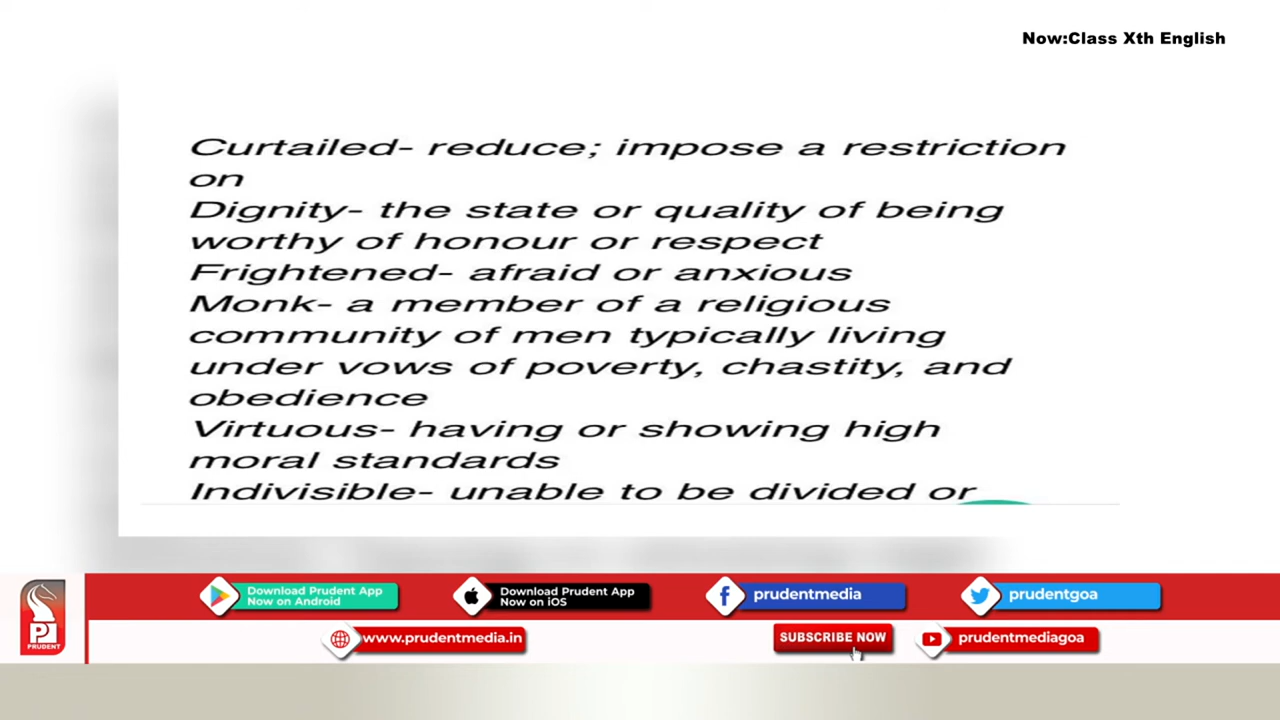 Now:Class Xth English
Curtailed- reduce; impose a restriction
on
Dignity- the state or quality of being
worthy of honour or respect
Frightened- afraid or anxious
Monk- a member of a religious
community of men typically living
under vows of poverty, chastity, and
obedience
Virtuous- having or showing high
moral standards
Indivisible- unable to be divided or
Download Prudent App
Now on Android
Download Prudent App
Now on iOS
prudentmedia
prudentgoa
PRUDENT
www.prudentmedia.in
SUBSCRIBE NOW
prudentmediagoa